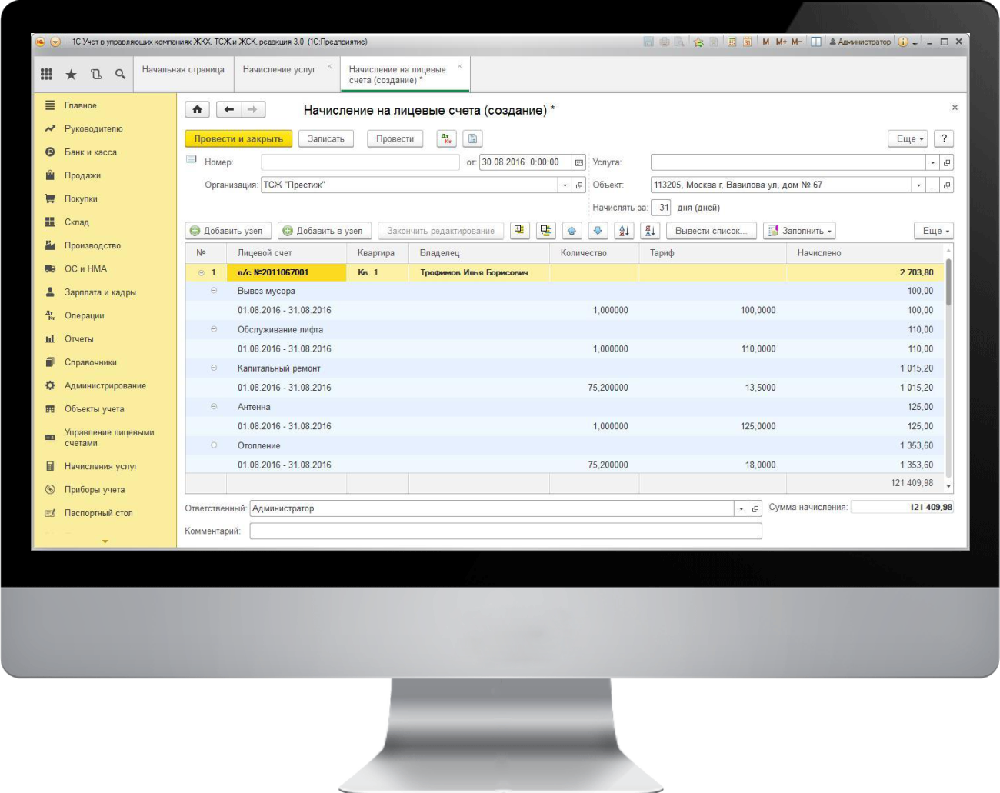 1С:Учет в управляющих компаниях ЖКХ, ТСЖ и ЖСК, редакция 3.0 (1С:Предприятие)
M M+ M- Администратор
Начальная страница
Начисление услуг
Начисление на лицевые
счета (создание) *
Главное
Руководителю
Банк и касса
Продажи
Покупки
Склад
Производство
ОС и НМА
Зарплата и кадры
Операции
Отчеты
Справочники
Администрирование
Объекты учета
Управление лицевыми
счетами
Начисления услуг
Приборы учета
Паспортный стол
Начисление на лицевые счета (создание) *
Провести и закрыть Записать Провести Дт Кт Еще ?
Номер: от: 30.08.2016 0:00:00 Услуга:
Организация: ТСЖ "Престиж" Объект: 113205, Москва г, Вавилова ул, дом № 67 ...
Начислять за: 31 дня (дней)
Добавить узел Добавить в узел Закончить редактирование Вывести список... Заполнить Еще
№ Лицевой счет Квартира Владелец Количество Тариф Начислено
1 л/с №2011067001 Кв. 1 Трофимов Илья Борисович 2 703,80
Вывоз мусора 100,00
01.08.2016 - 31.08.2016 1,000000 100,0000 100,00
Обслуживание лифта 110,00
01.08.2016 - 31.08.2016 1,000000 110,0000 110,00
Капитальный ремонт 1 015,20
01.08.2016 - 31.08.2016 75,200000 13,5000 1 015,20
Антенна 125,00
01.08.2016 - 31.08.2016 1,000000 125,0000 125,00
Отопление 1 353,60
01.08.2016 - 31.08.2016 75,200000 18,0000 1 353,60
121 409,98
Ответственный: Администратор Сумма начисления: 121 409,98
Комментарий: